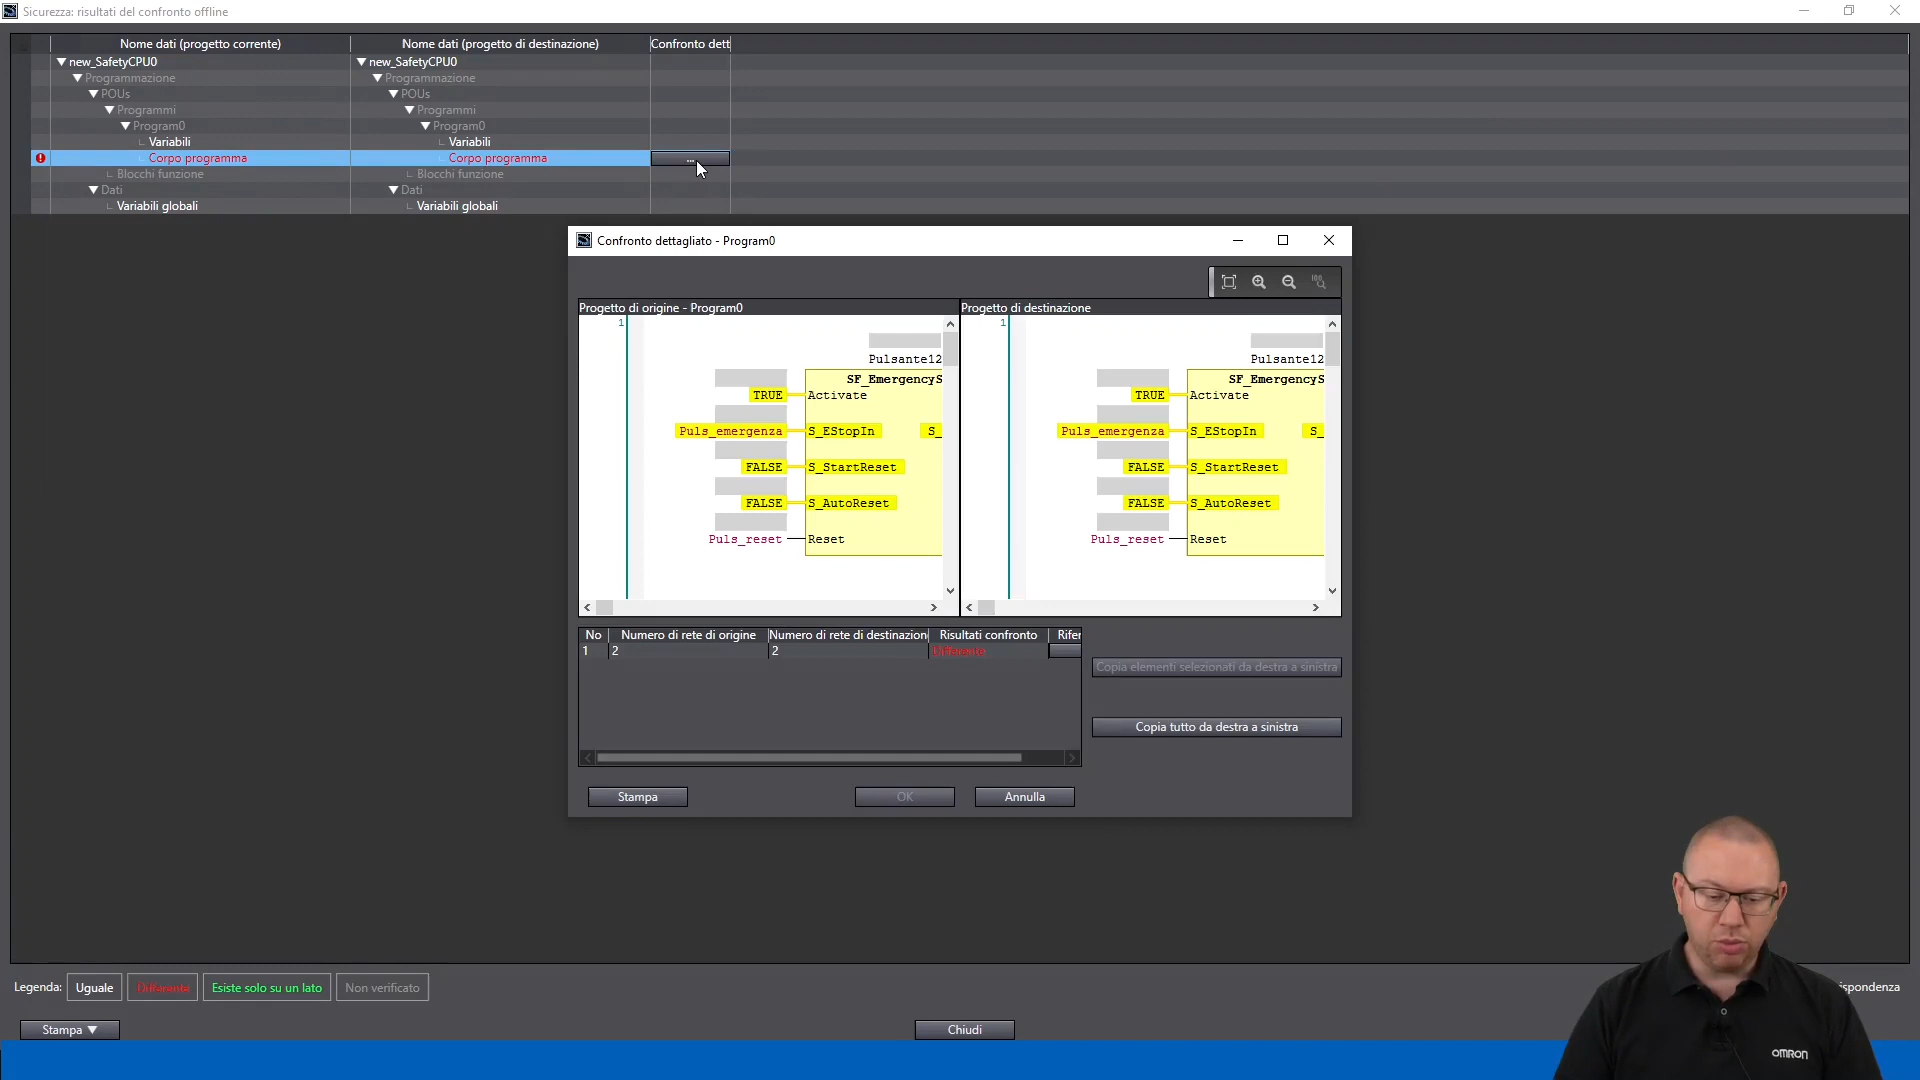 Sicurezza: risultati del confronto offline
Nome dati (progetto corrente) Nome dati (progetto di destinazione) Confronto dett
new_SafetyCPU0 new_SafetyCPU0
Programmazione Programmazione
POUs POUs
Programmi Programmi
Program0 Program0
Variabili Variabili
Corpo programma Corpo programma ...
Blocchi funzione Blocchi funzione
Dati Dati
Variabili globali Variabili globali
Confronto dettagliato - Program0
Progetto di origine - Program0 Progetto di destinazione
1 1
Pulsante12 Pulsante12
SF_EmergencyS SF_EmergencyS
TRUE Activate TRUE Activate
Puls_emergenza S_EStopIn S_ Puls_emergenza S_EStopIn S_
FALSE S_StartReset FALSE S_StartReset
FALSE S_AutoReset FALSE S_AutoReset
Puls_reset Reset Puls_reset Reset
No Numero di rete di origine Numero di rete di destinazion Risultati confronto Rifer
1 2 2 Differente
Copia elementi selezionati da destra a sinistra
Copia tutto da destra a sinistra
Stampa OK Annulla
Legenda: Uguale Differente Esiste solo su un lato Non verificato ispondenza
Stampa Chiudi
OMRON